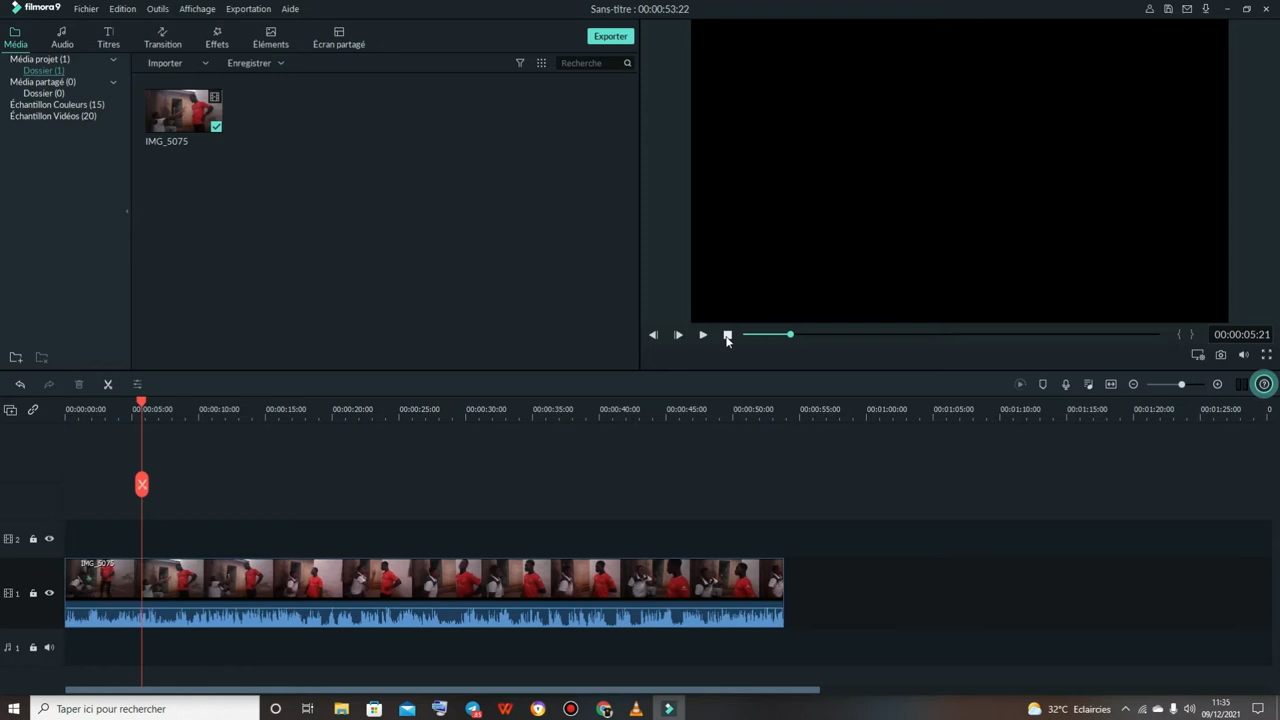 filmora9 Fichier Edition Outils Affichage Exportation Aide Sans-titre : 00:00:53:22
Média Audio Titres Transition Effets Éléments Écran partagé Exporter
Média projet (1)
Dossier (1)
Média partagé (0)
Dossier (0)
Échantillon Couleurs (15)
Échantillon Vidéos (20)
Importer Enregistrer Recherche
IMG_5075
00:00:05:21
00:00:00:00 00:00:05:00 00:00:10:00 00:00:15:00 00:00:20:00 00:00:25:00 00:00:30:00 00:00:35:00 00:00:40:00 00:00:45:00 00:00:50:00 00:00:55:00 00:01:00:00 00:01:05:00 00:01:10:00 00:01:15:00 00:01:20:00 00:01:25:00 0
2
IMG_5075
1
1
Taper ici pour rechercher
32°C Eclaircies
11:35
09/12/2021